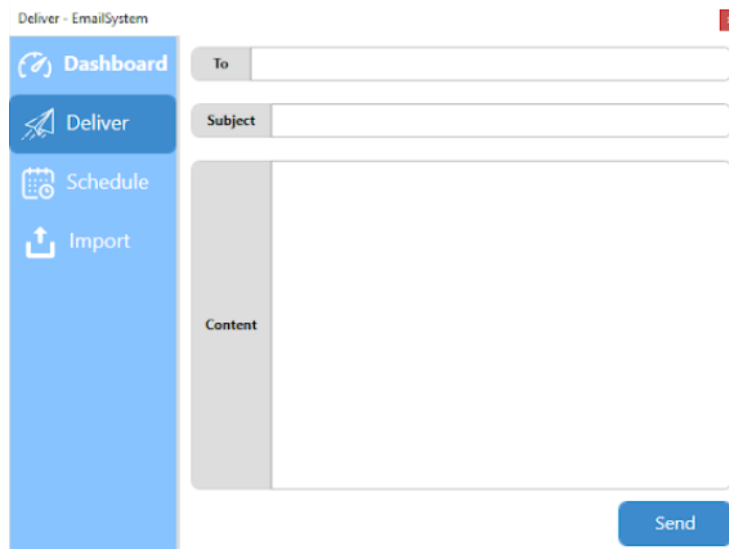 Deliver - EmailSystem
Dashboard
Deliver
Schedule
Import
To
Subject
Content
Send